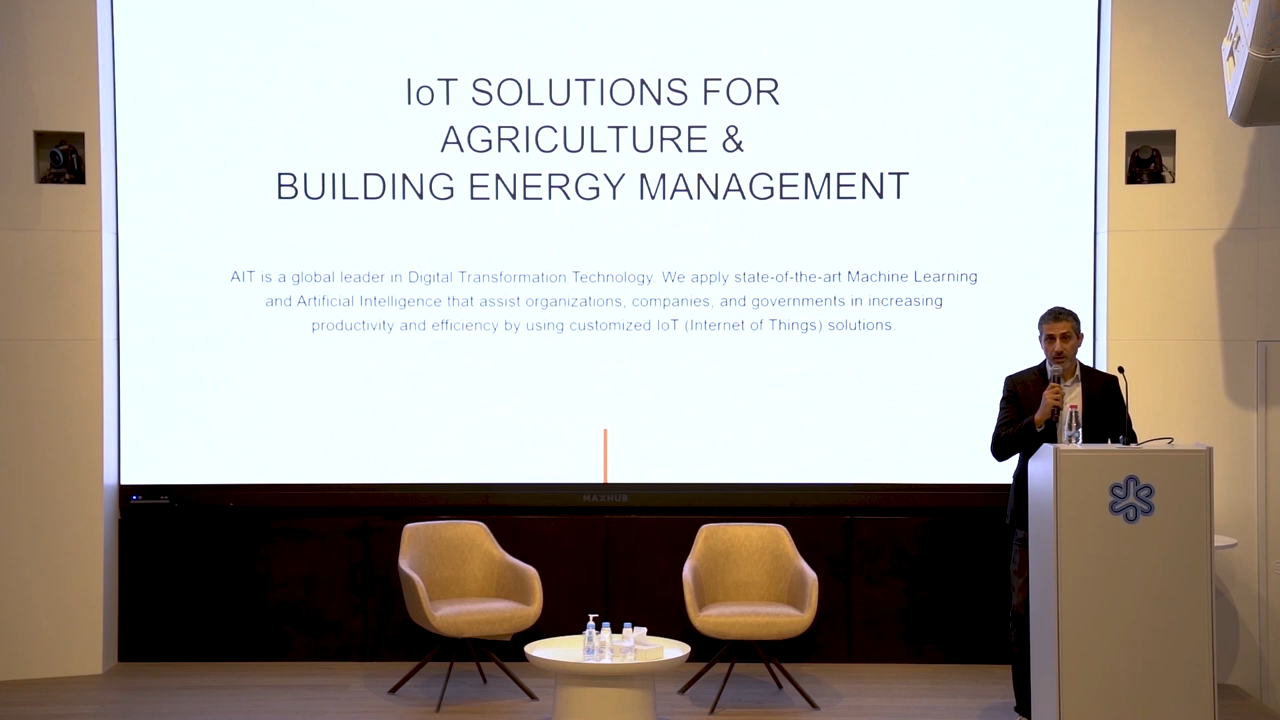 IoT SOLUTIONS FOR
AGRICULTURE &
BUILDING ENERGY MANAGEMENT
AIT is a global leader in Digital Transformation Technology. We apply state-of-the-art Machine Learning
and Artificial Intelligence that assist organizations, companies, and governments in increasing
productivity and efficiency by using customized IoT (Internet of Things) solutions.
MAXHUB